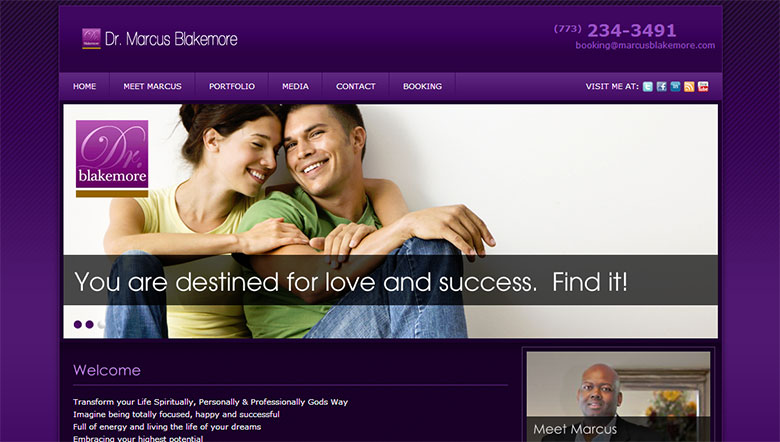 Dr. Marcus Blakemore
(773) 234-3491
booking@marcusblakemore.com
HOME MEET MARCUS PORTFOLIO MEDIA CONTACT BOOKING VISIT ME AT:
Dr.
blakemore
You are destined for love and success. Find it!
Welcome
Transform your Life Spiritually, Personally & Professionally Gods Way
Imagine being totally focused, happy and successful
Full of energy and living the life of your dreams
Embracing your highest potential
Meet Marcus